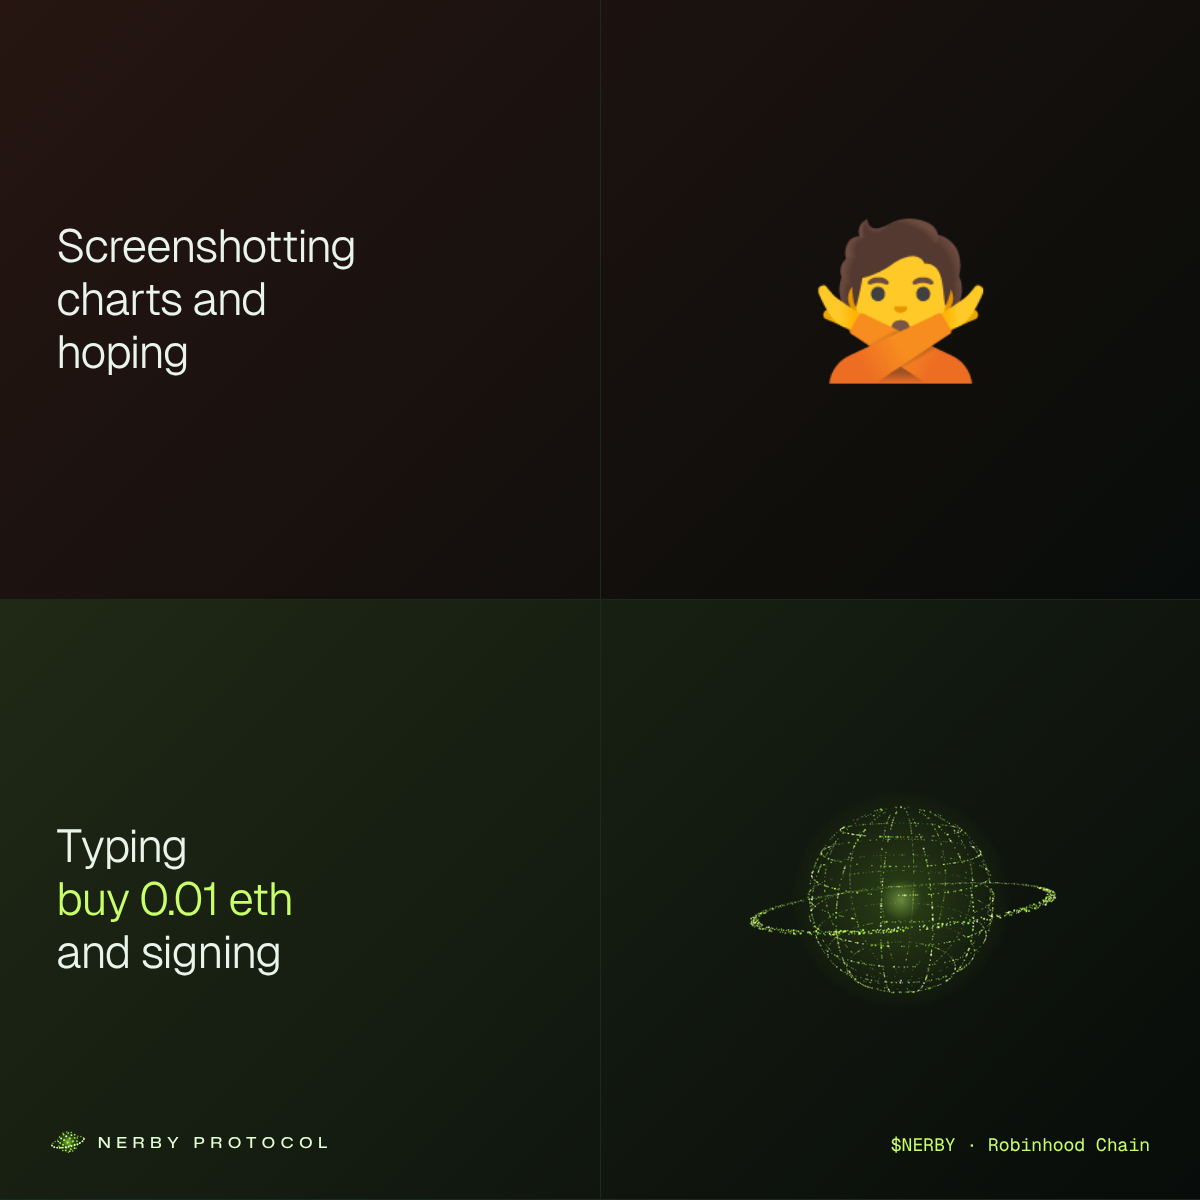 Screenshotting
charts and
hoping
Typing
buy 0.01 eth
and signing
NERBY PROTOCOL
$NERBY · Robinhood Chain